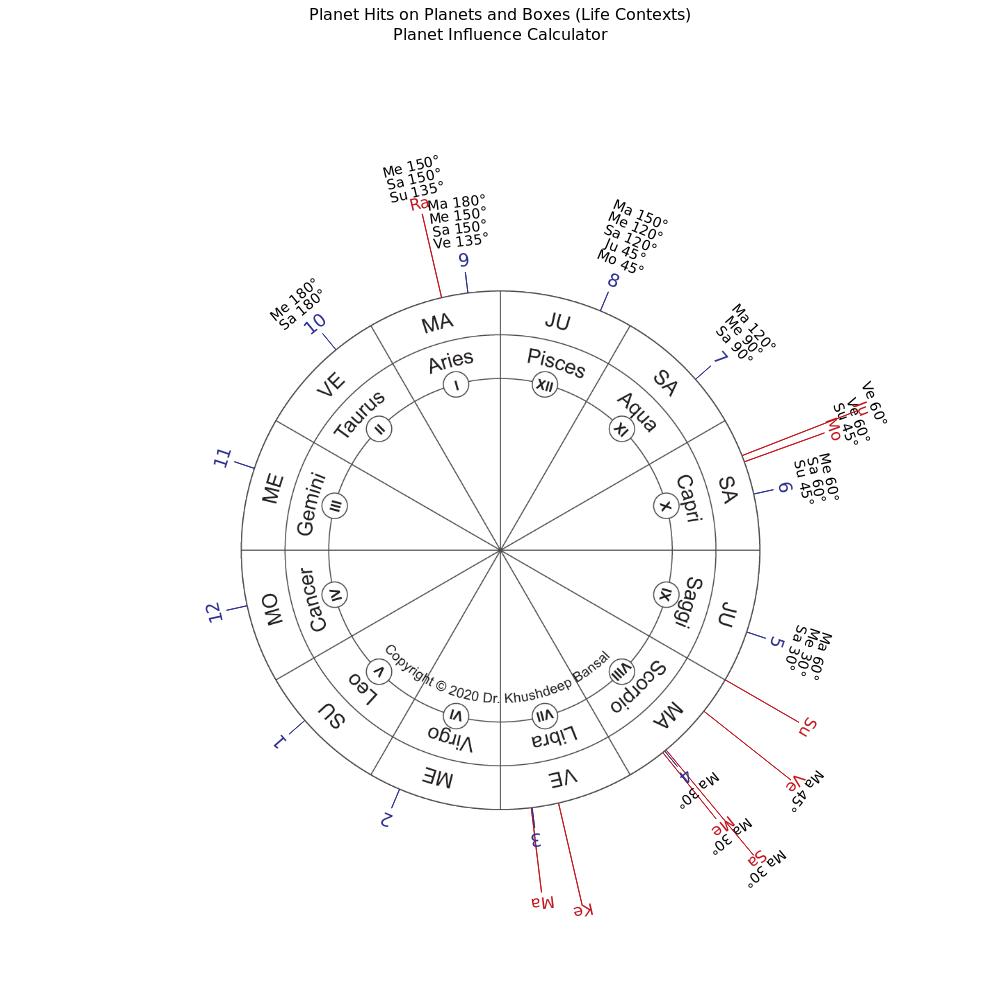 Planet Hits on Planets and Boxes (Life Contexts)
Planet Influence Calculator
Me 150°
Sa 150°
Su 135°
Ra
Ma 180°
Me 150°
Sa 150°
Ve 135°
9
Ma 150°
Me 120°
Sa 120°
Ju 45°
Mo 45°
8
Ma 120°
Me 90°
Sa 90°
7
Ve 60°
Ju
Ve 60°
Su 45°
Mo
Me 60°
Sa 60°
Su 45°
6
Ma 60°
Me 30°
Sa 30°
5
Su
Ma 45°
Ve
Ma 30°
4
Ma 30°
Me
Ma 30°
Sa
Ke
Ma
3
2
1
12
11
Me 180°
Sa 180°
10
MA
JU
SA
SA
JU
MA
VE
ME
SU
MO
ME
VE
Aries
Pisces
Aqua
Capri
Saggi
Scorpio
Libra
Virgo
Leo
Cancer
Gemini
Taurus
I
XII
XI
X
IX
VIII
VII
VI
V
IV
III
II
Copyright © 2020 Dr. Khushdeep Bansal